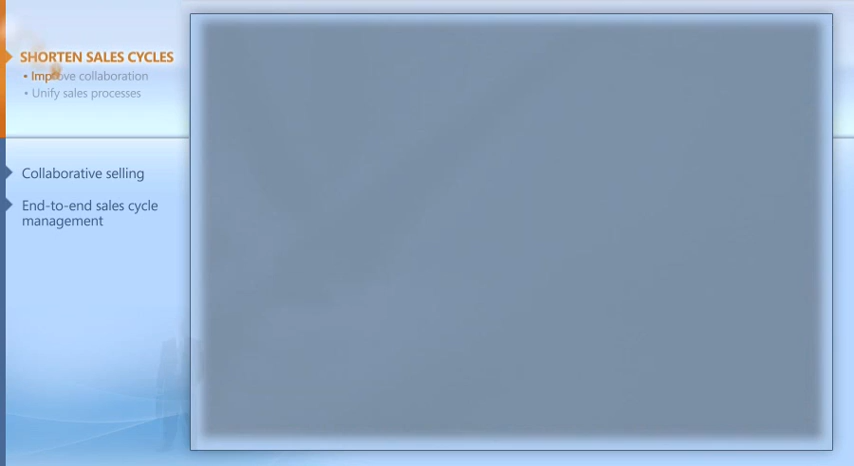 SHORTEN SALES CYCLES
• Improve collaboration
• Unify sales processes
Collaborative selling
End-to-end sales cycle
management